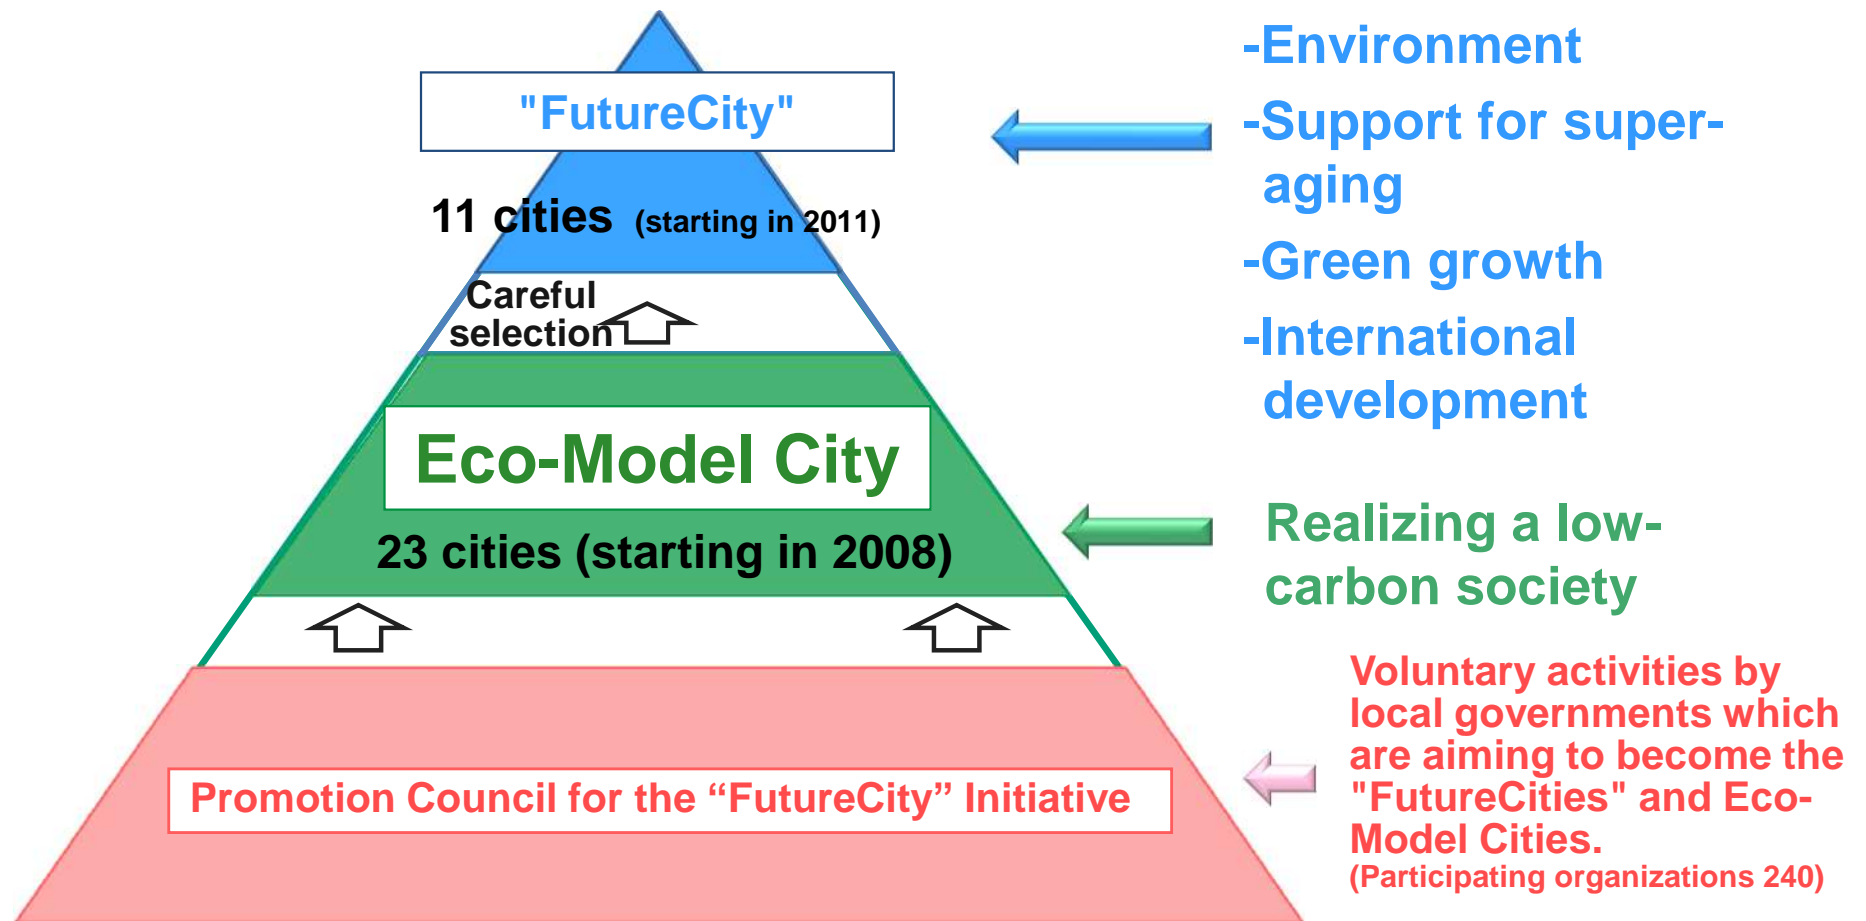 "FutureCity"
11 cities (starting in 2011)
Careful
selection
Eco-Model City
23 cities (starting in 2008)
Promotion Council for the “FutureCity” Initiative
-Environment
-Support for super-
aging
-Green growth
-International
development
Realizing a low-
carbon society
Voluntary activities by
local governments which
are aiming to become the
"FutureCities" and Eco-
Model Cities.
(Participating organizations 240)